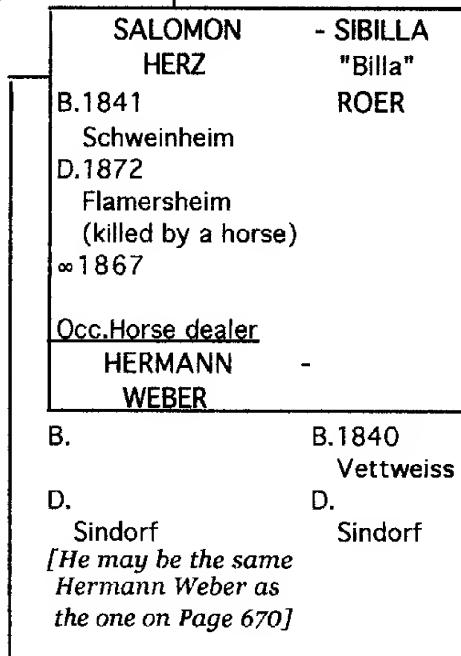 SALOMON - SIBILLA
HERZ "Billa"
B.1841 ROER
Schweinheim
D.1872
Flamersheim
(killed by a horse)
∞1867
Occ.Horse dealer
HERMANN -
WEBER
B. B.1840
Vettweiss
D. D.
Sindorf Sindorf
[He may be the same
Hermann Weber as
the one on Page 670]